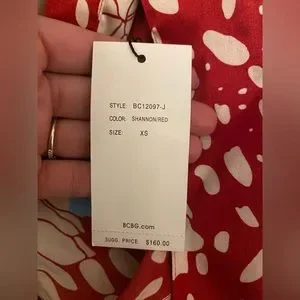 STYLE: BC12097-J
COLOR: SHANNON/RED
SIZE: XS
BCBG.com
SUGG. PRICE: $160.00